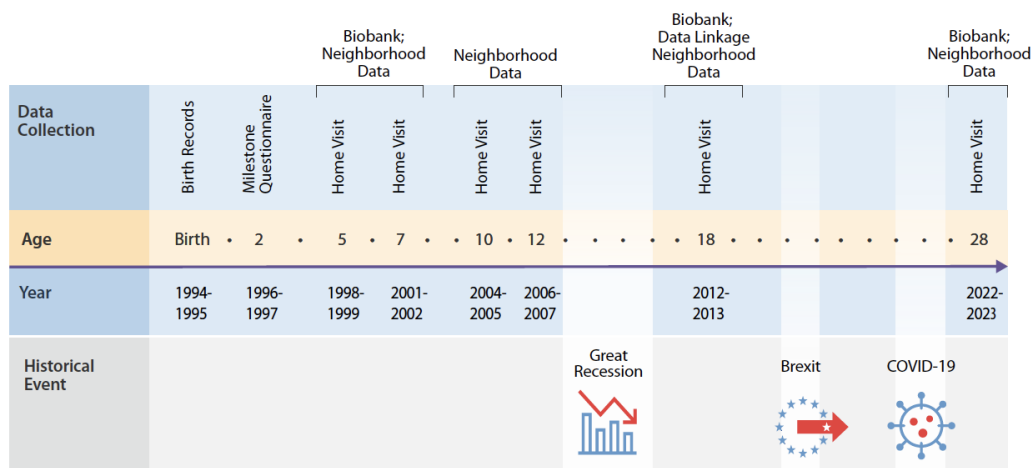 Biobank;
Neighborhood
Data
Neighborhood
Data
Biobank;
Data Linkage
Neighborhood
Data
Biobank;
Neighborhood
Data
Data
Collection
Birth Records
Milestone
Questionnaire
Home Visit
Home Visit
Home Visit
Home Visit
Home Visit
Home Visit
Age
Birth • 2 • 5 • 7 • • 10 • 12 • • • • • 18 • • • • • • • • • 28
Year
1994-
1995
1996-
1997
1998-
1999
2001-
2002
2004-
2005
2006-
2007
2012-
2013
2022-
2023
Historical
Event
Great
Recession
Brexit
COVID-19